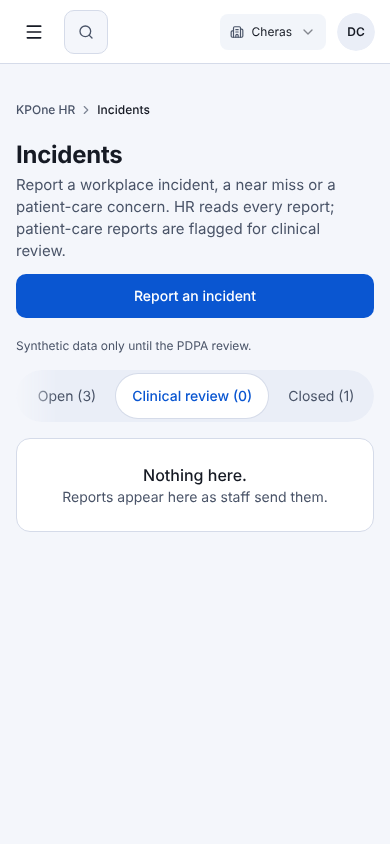 Cheras
DC
KPOne HR > Incidents
Incidents
Report a workplace incident, a near miss or a
patient-care concern. HR reads every report;
patient-care reports are flagged for clinical
review.
Report an incident
Synthetic data only until the PDPA review.
Open (3) Clinical review (0) Closed (1)
Nothing here.
Reports appear here as staff send them.